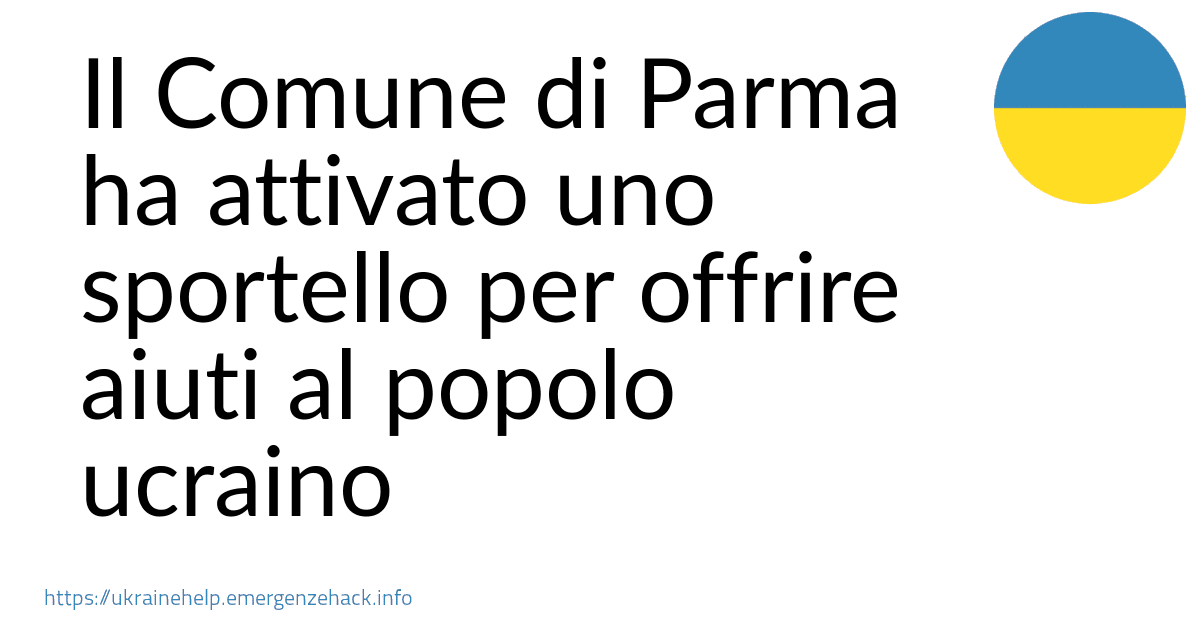 Il Comune di Parma
ha attivato uno
sportello per offrire
aiuti al popolo
ucraino
https://ukrainehelp.emergenzehack.info